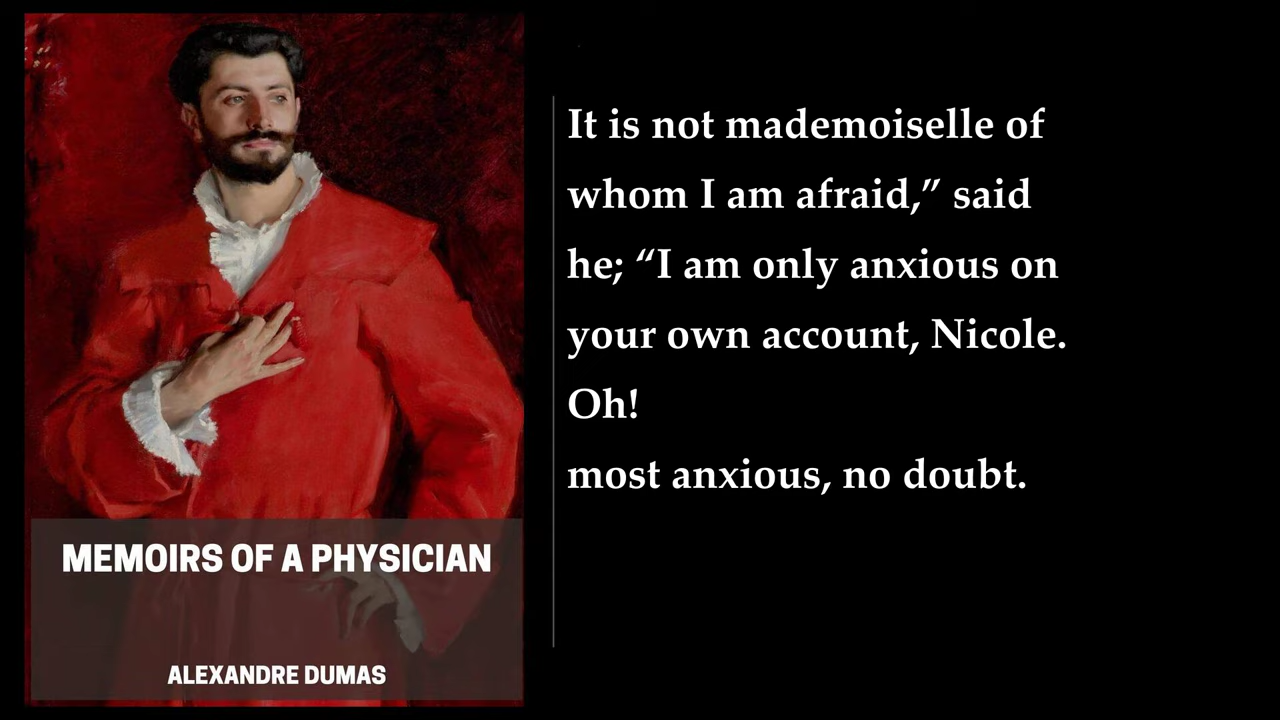 It is not mademoiselle of
whom I am afraid,” said
he; “I am only anxious on
your own account, Nicole.
Oh!
most anxious, no doubt.
MEMOIRS OF A PHYSICIAN
ALEXANDRE DUMAS